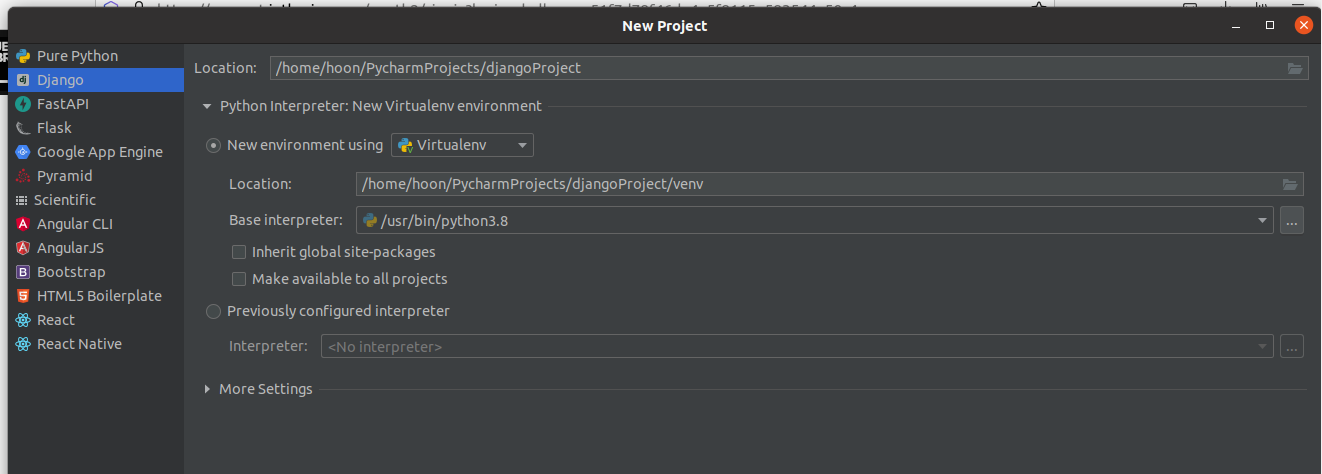 New Project
Pure Python
Django
FastAPI
Flask
Google App Engine
Pyramid
Scientific
Angular CLI
AngularJS
Bootstrap
HTML5 Boilerplate
React
React Native
Location: /home/hoon/PycharmProjects/djangoProject
Python Interpreter: New Virtualenv environment
New environment using Virtualenv
Location: /home/hoon/PycharmProjects/djangoProject/venv
Base interpreter: /usr/bin/python3.8 ...
Inherit global site-packages
Make available to all projects
Previously configured interpreter
Interpreter: <No interpreter> ...
More Settings